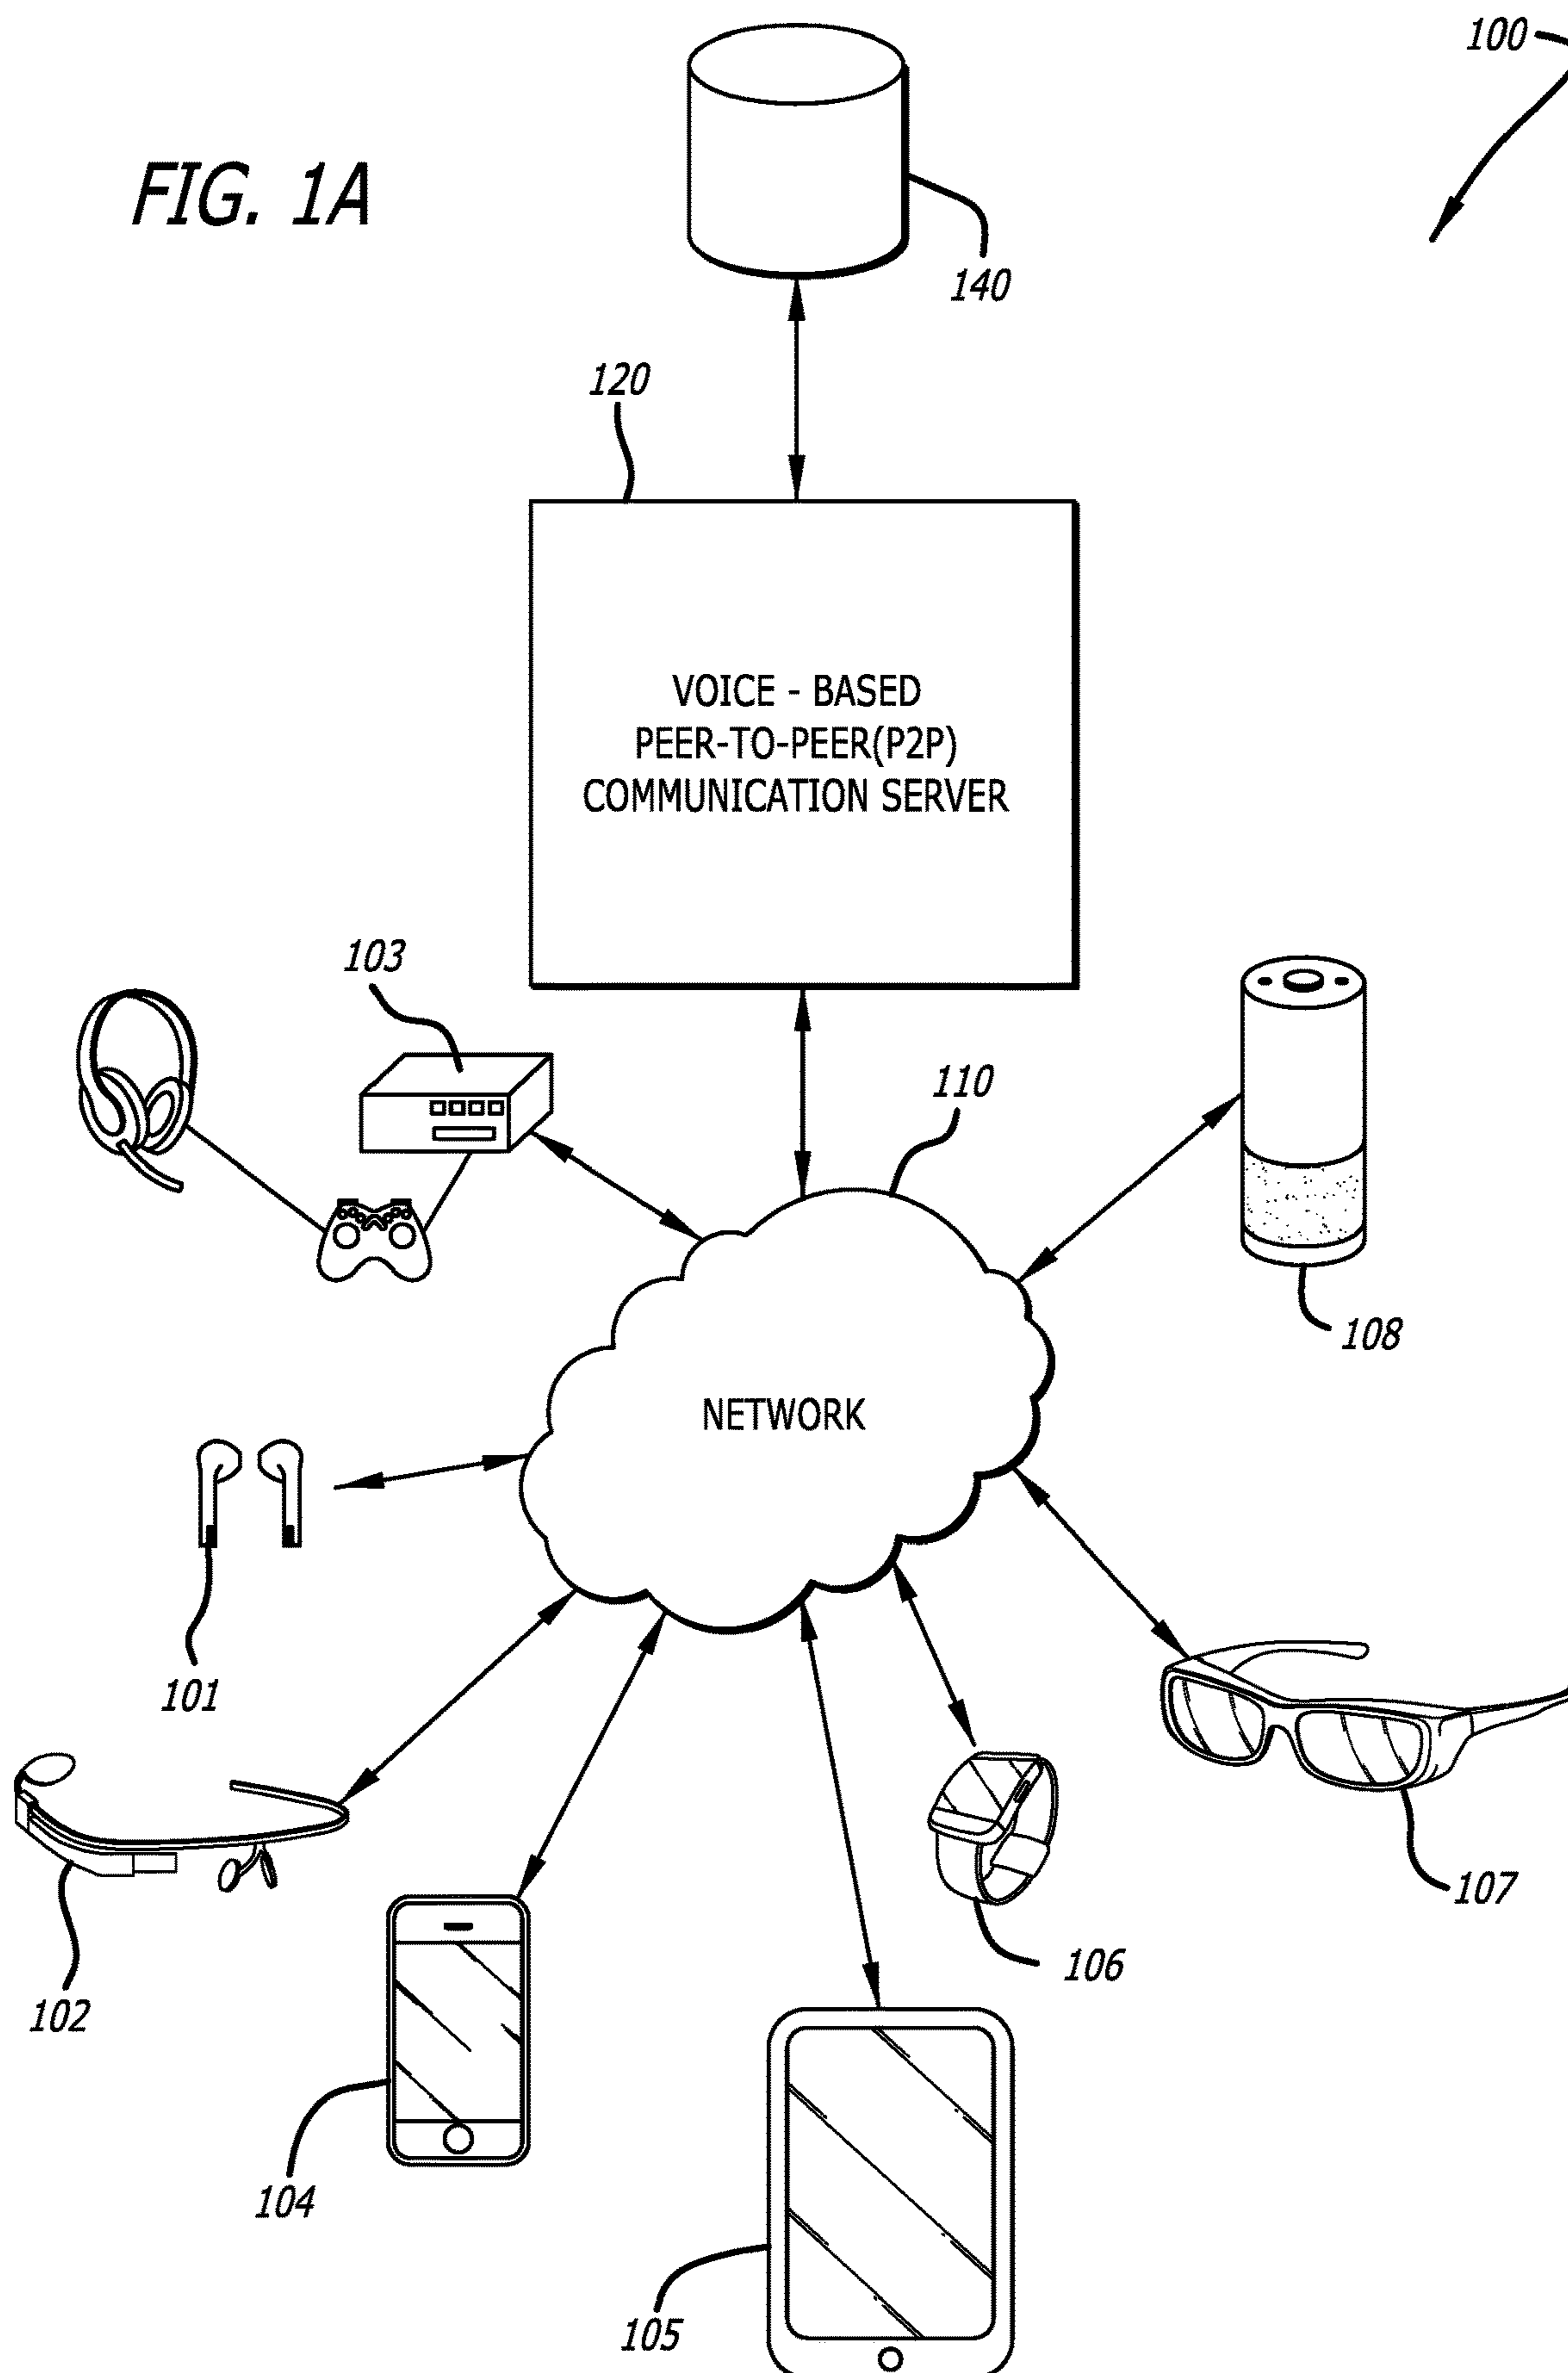 100
FIG. 1A
140
120
VOICE - BASED
PEER-TO-PEER(P2P)
COMMUNICATION SERVER
103
110
108
NETWORK
101
107
106
102
104
105